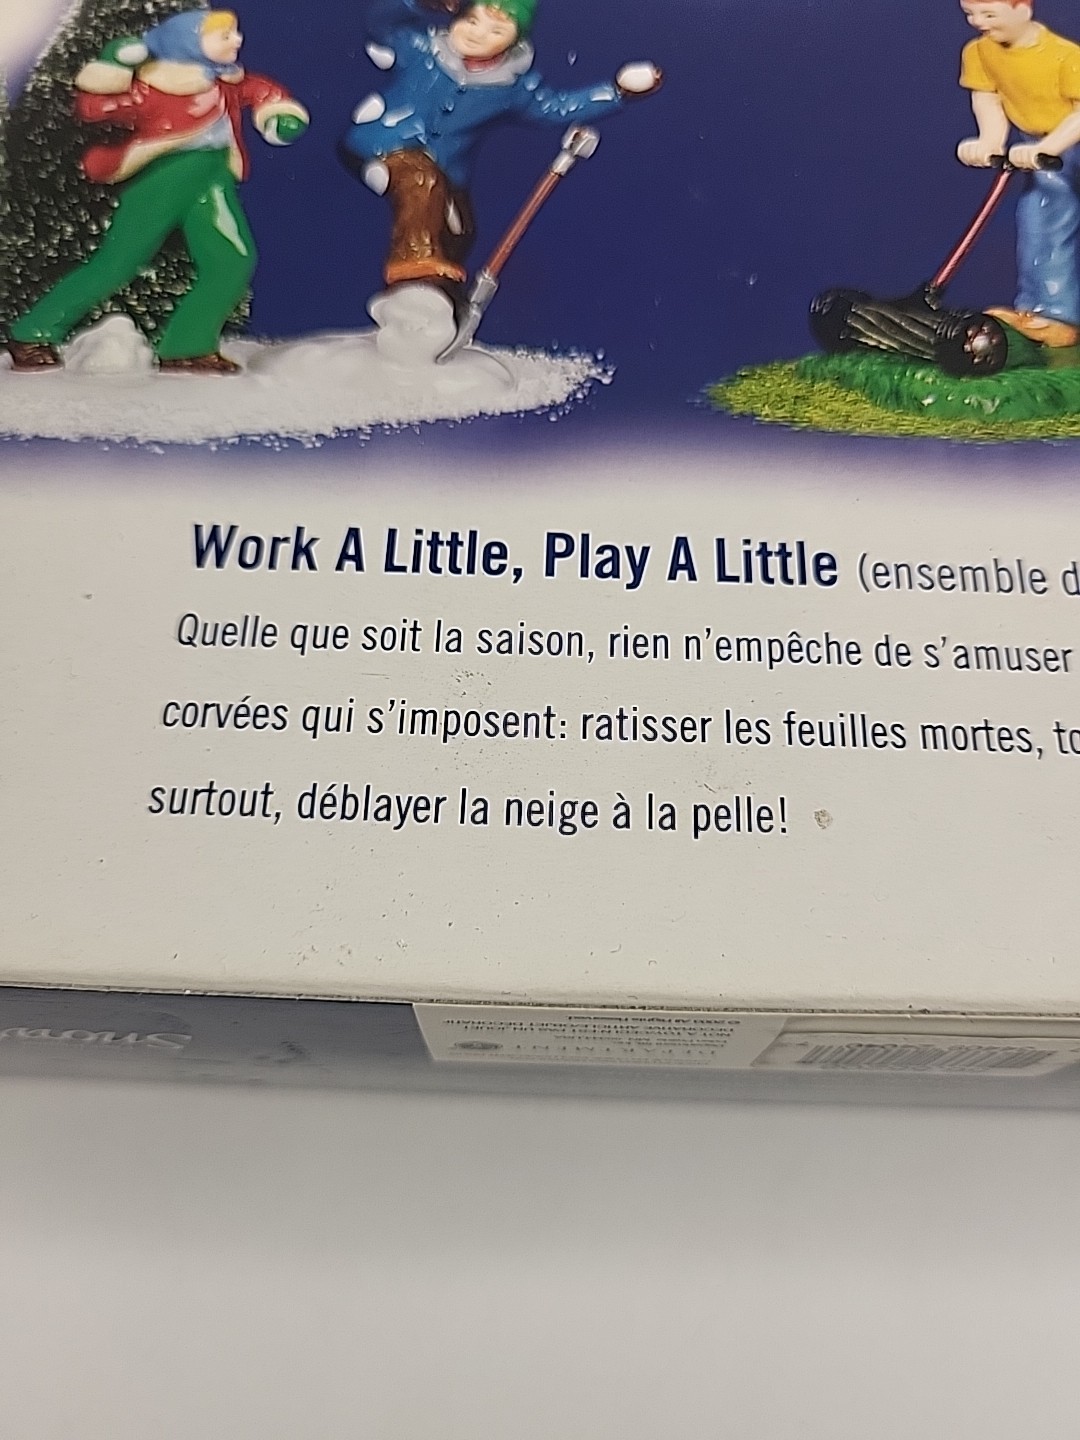 Work A Little, Play A Little (ensemble d
Quelle que soit la saison, rien n'empêche de s'amuser
corvées qui s'imposent: ratisser les feuilles mortes, to
surtout, déblayer la neige à la pelle!
DEPARTMENT